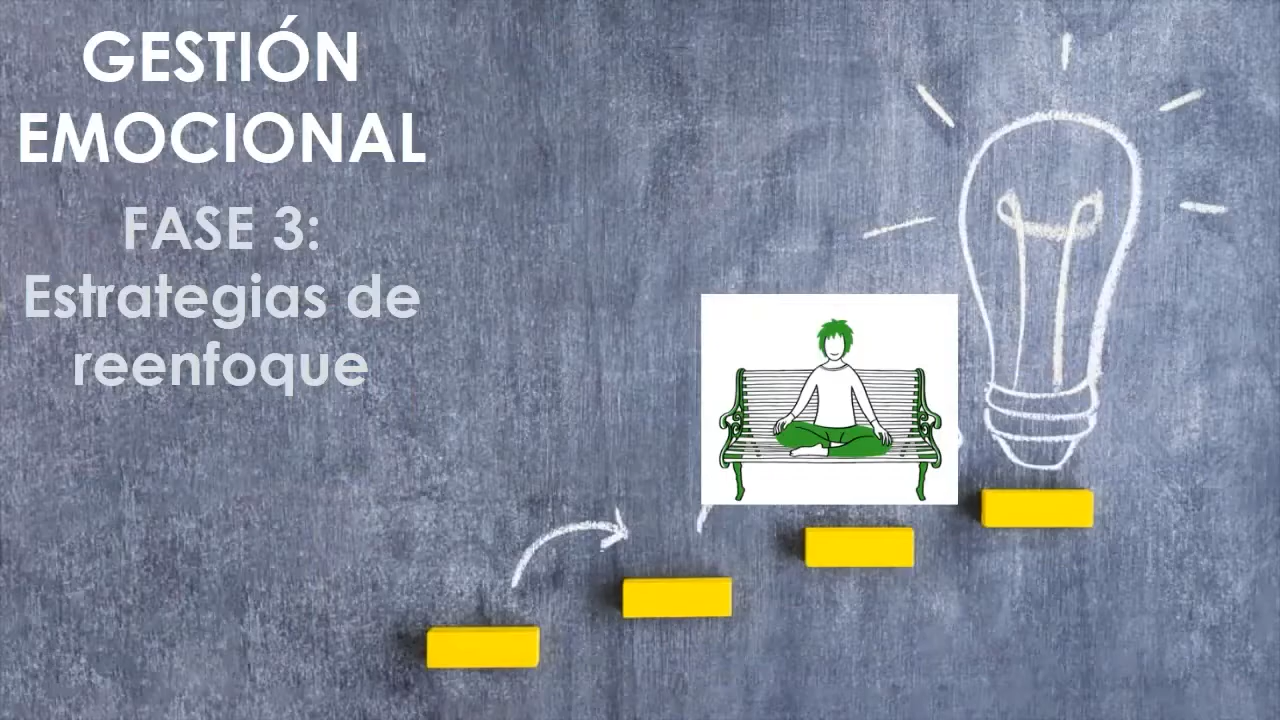 GESTIÓN
EMOCIONAL
FASE 3:
Estrategias de
reenfoque